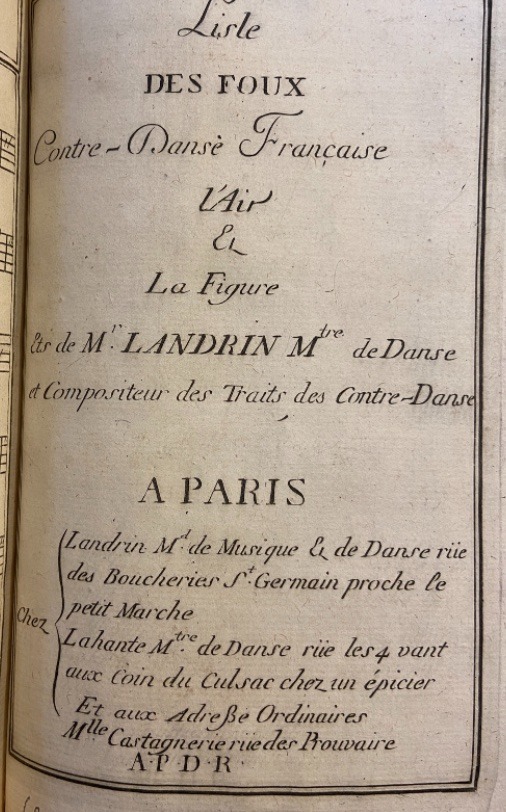 Lisle
DES FOUX
Contre-Dansè Française
l'Air
&
La Figure
Ets de Mr. LANDRIN Mtre de Danse
et Compositeur des Traits des Contre-Danse
A PARIS
Landrin Md. de Musique & de Danse rüe
des Boucheries St. Germain proche le
petit Marche
Chez
Lahante Mtre. de Danse rüe les 4 vant
aux Coin du Culsac chez un épicier
Et aux Adreße Ordinaires
Mlle Castagnerie rüe des Prouvaire
A·P·D·R·